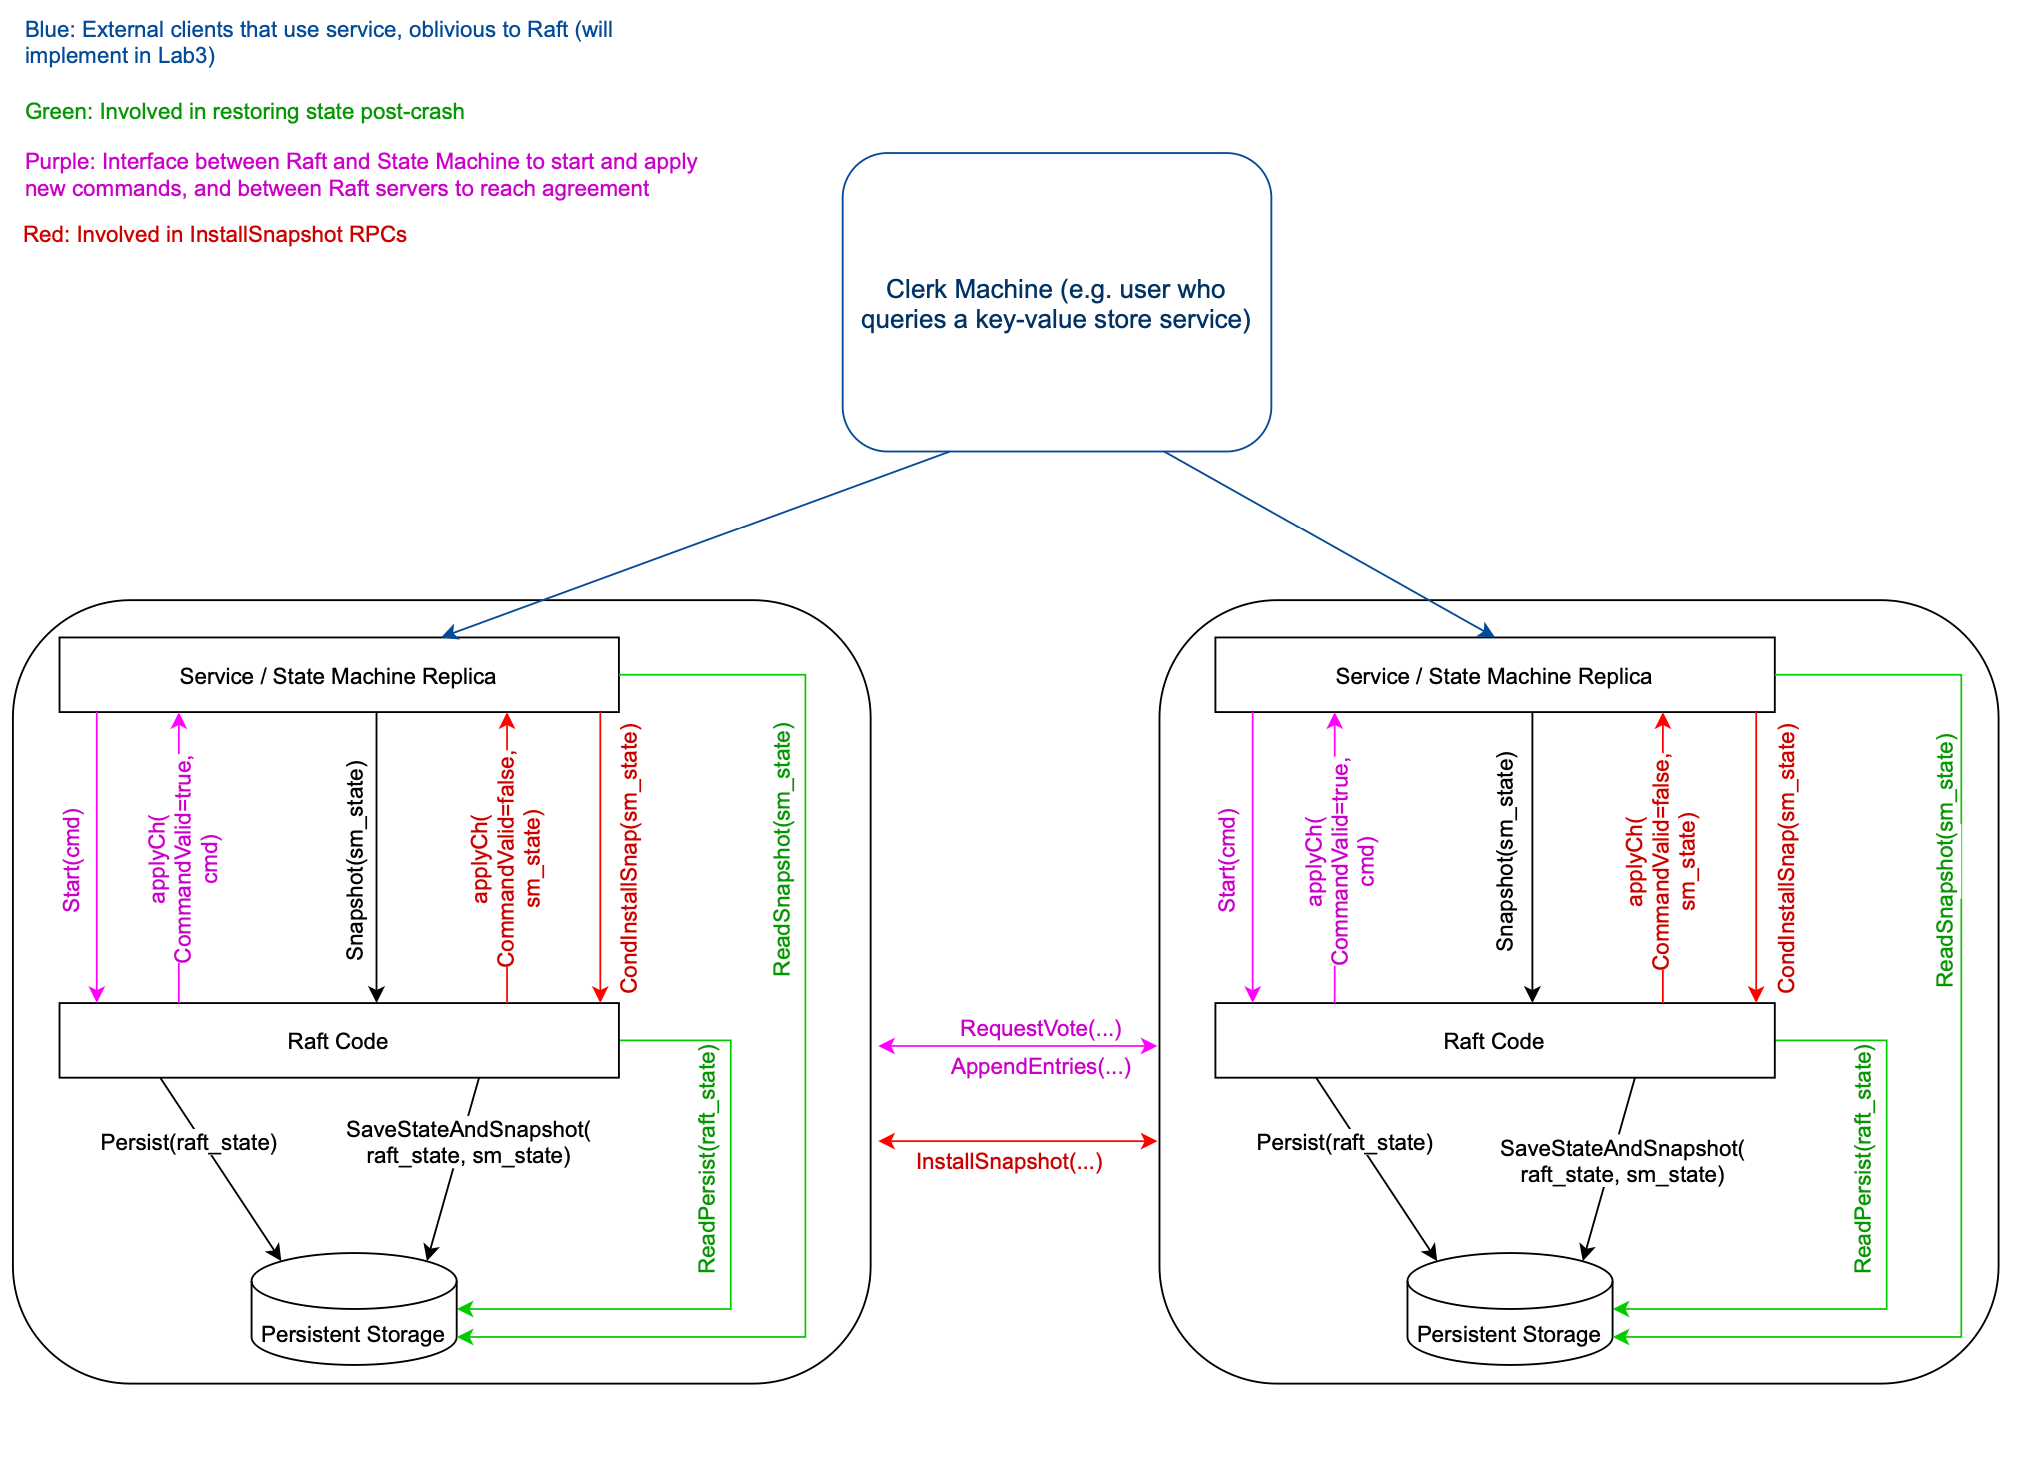 Blue: External clients that use service, oblivious to Raft (will
implement in Lab3)
Green: Involved in restoring state post-crash
Purple: Interface between Raft and State Machine to start and apply
new commands, and between Raft servers to reach agreement
Red: Involved in InstallSnapshot RPCs
Clerk Machine (e.g. user who
queries a key-value store service)
Service / State Machine Replica
Start(cmd)
applyCh(
CommandValid=true,
cmd)
Snapshot(sm_state)
applyCh(
CommandValid=false,
sm_state)
CondInstallSnap(sm_state)
ReadSnapshot(sm_state)
Raft Code
Persist(raft_state)
SaveStateAndSnapshot(
raft_state, sm_state)
ReadPersist(raft_state)
Persistent Storage
RequestVote(...)
AppendEntries(...)
InstallSnapshot(...)
Service / State Machine Replica
Start(cmd)
applyCh(
CommandValid=true,
cmd)
Snapshot(sm_state)
applyCh(
CommandValid=false,
sm_state)
CondInstallSnap(sm_state)
ReadSnapshot(sm_state)
Raft Code
Persist(raft_state)
SaveStateAndSnapshot(
raft_state, sm_state)
ReadPersist(raft_state)
Persistent Storage